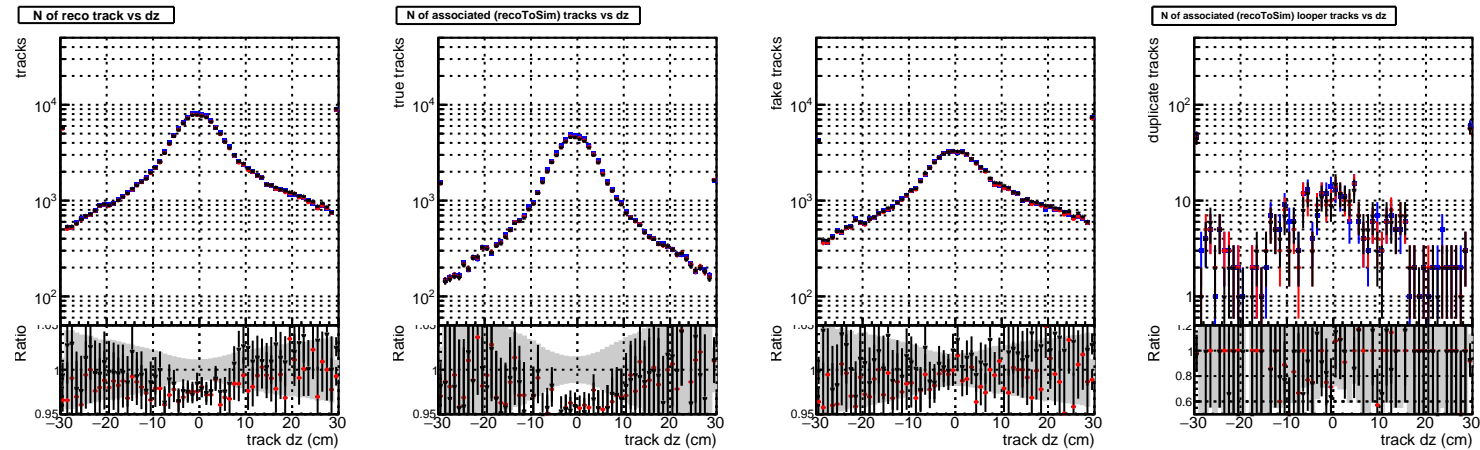 N of reco track vs dz
tracks
10^4
10^3
10^2
Ratio
1
0.95
−30 −20 −10 0 10 20 30
track dz (cm)
N of associated (recoToSim) tracks vs dz
true tracks
10^4
10^3
10^2
Ratio
1
0.95
−30 −20 −10 0 10 20 30
track dz (cm)
fake tracks
10^4
10^3
10^2
Ratio
1
0.95
−30 −20 −10 0 10 20 30
track dz (cm)
N of associated (recoToSim) looper tracks vs dz
duplicate tracks
10^2
10
1
Ratio
1.2
1
0.8
0.6
−30 −20 −10 0 10 20 30
track dz (cm)